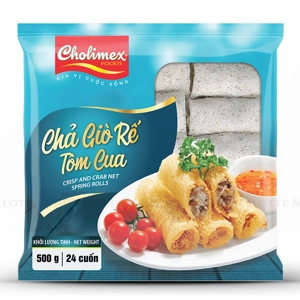 Cholimex
FOODS
GIA VỊ CUỘC SỐNG
Chả Giò Rế
Tôm Cua
CRISP AND CRAB NET
SPRING ROLLS
KHỐI LƯỢNG TỊNH - NET WEIGHT
500 g 24 cuốn